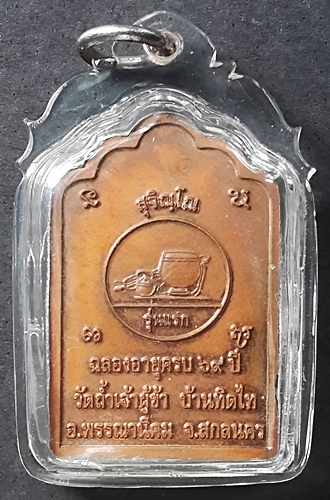 สุจิณฺโณ
รุ่นแรก
ฉลองอายุครบ ๖๙ ปี
วัดถ้ำเจ้าผู้ข้า บ้านทิดไท
อ.พรรณานิคม จ.สกลนคร